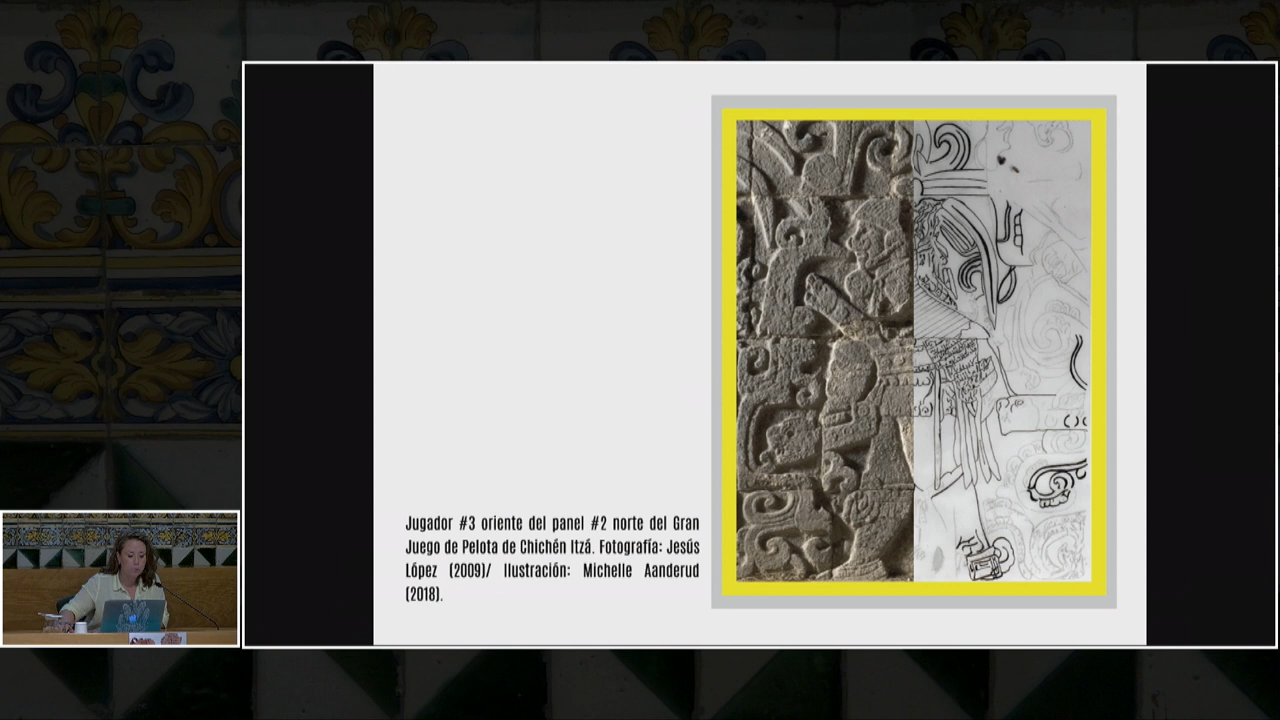 Jugador #3 oriente del panel #2 norte del Gran
Juego de Pelota de Chichén Itzá. Fotografía: Jesús
López (2009)/ Ilustración: Michelle Aanderud
(2018).